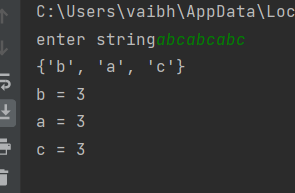 C:\Users\vaibh\AppData\Loc
enter stringabcabcabc
{'b', 'a', 'c'}
b = 3
a = 3
c = 3